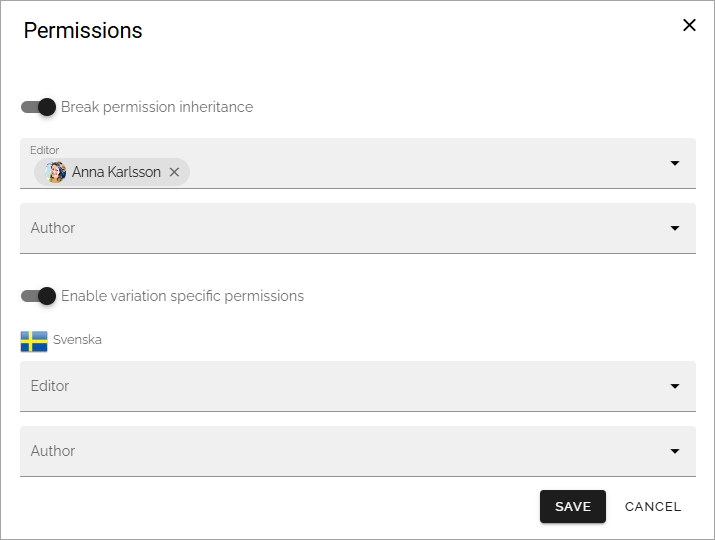 Permissions
Break permission inheritance
Editor
Anna Karlsson
Author
Enable variation specific permissions
Svenska
Editor
Author
SAVE CANCEL